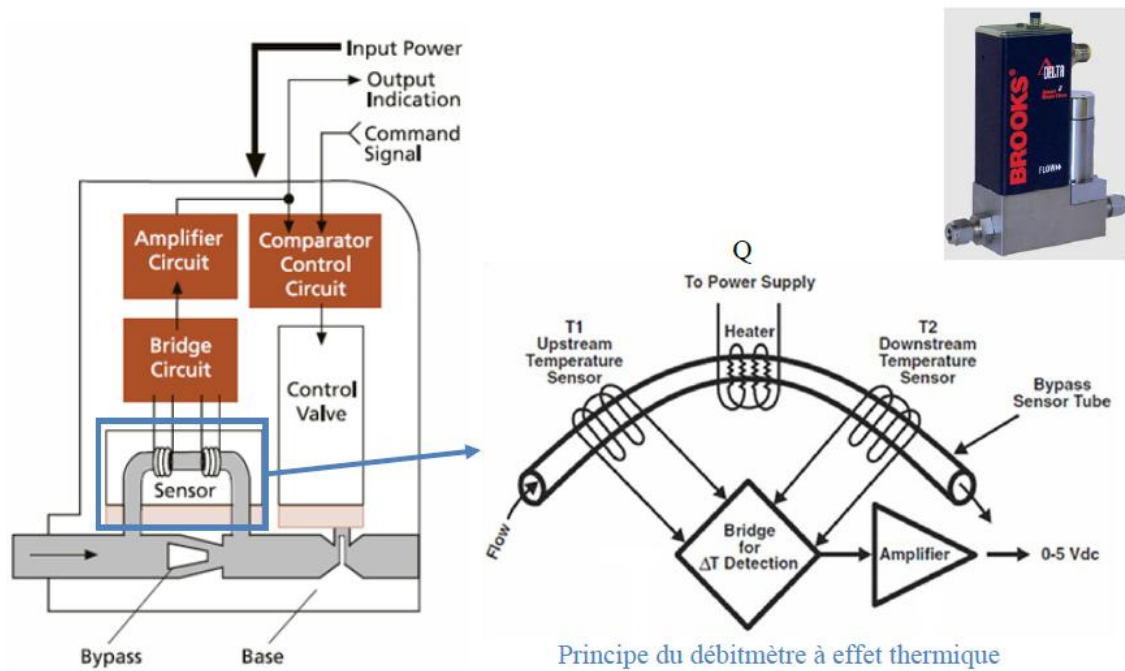 Input Power
Output
Indication
Command
Signal
Amplifier
Circuit
Comparator
Control
Circuit
Bridge
Circuit
Control
Valve
Sensor
Bypass
Base
BROOKS®
DELTA
FLOW
Q
To Power Supply
Heater
T1
Upstream
Temperature
Sensor
T2
Downstream
Temperature
Sensor
Bypass
Sensor Tube
Flow
Bridge
for
ΔT Detection
Amplifier
0-5 Vdc
Principe du débitmètre à effet thermique